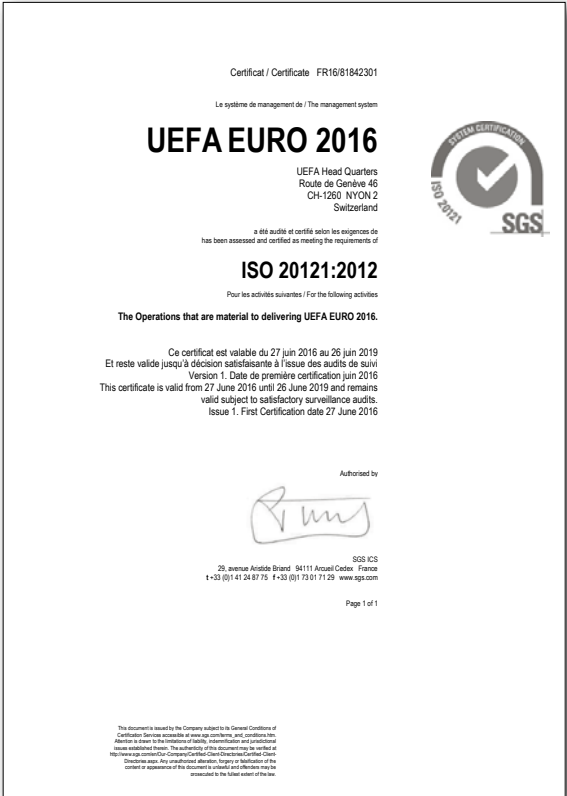 Certificat / Certificate FR16/81842301
Le système de management de / The management system
UEFA EURO 2016
UEFA Head Quarters
Route de Genève 46
CH-1260 NYON 2
Switzerland
SYSTEM CERTIFICATION
ISO 20121
SGS
a été audité et certifié selon les exigences de
has been assessed and certified as meeting the requirements of
ISO 20121:2012
Pour les activités suivantes / For the following activities
The Operations that are material to delivering UEFA EURO 2016.
Ce certificat est valable du 27 juin 2016 au 26 juin 2019
Et reste valide jusqu'à décision satisfaisante à l'issue des audits de suivi
Version 1. Date de première certification juin 2016
This certificate is valid from 27 June 2016 until 26 June 2019 and remains
valid subject to satisfactory surveillance audits.
Issue 1. First Certification date 27 June 2016
Authorised by
SGS ICS
29, avenue Aristide Briand 94111 Arcueil Cedex France
t +33 (0)1 41 24 87 75 f +33 (0)1 73 01 71 29 www.sgs.com
Page 1 of 1
This document is issued by the Company subject to its General Conditions of
Certification Services accessible at www.sgs.com/terms_and_conditions.htm.
Attention is drawn to the limitations of liability, indemnification and jurisdictional
issues established therein. The authenticity of this document may be verified at
http://www.sgs.com/en/Our-Company/Certified-Client-Directories/Certified-Client-
Directories.aspx. Any unauthorized alteration, forgery or falsification of the
content or appearance of this document is unlawful and offenders may be
prosecuted to the fullest extent of the law.